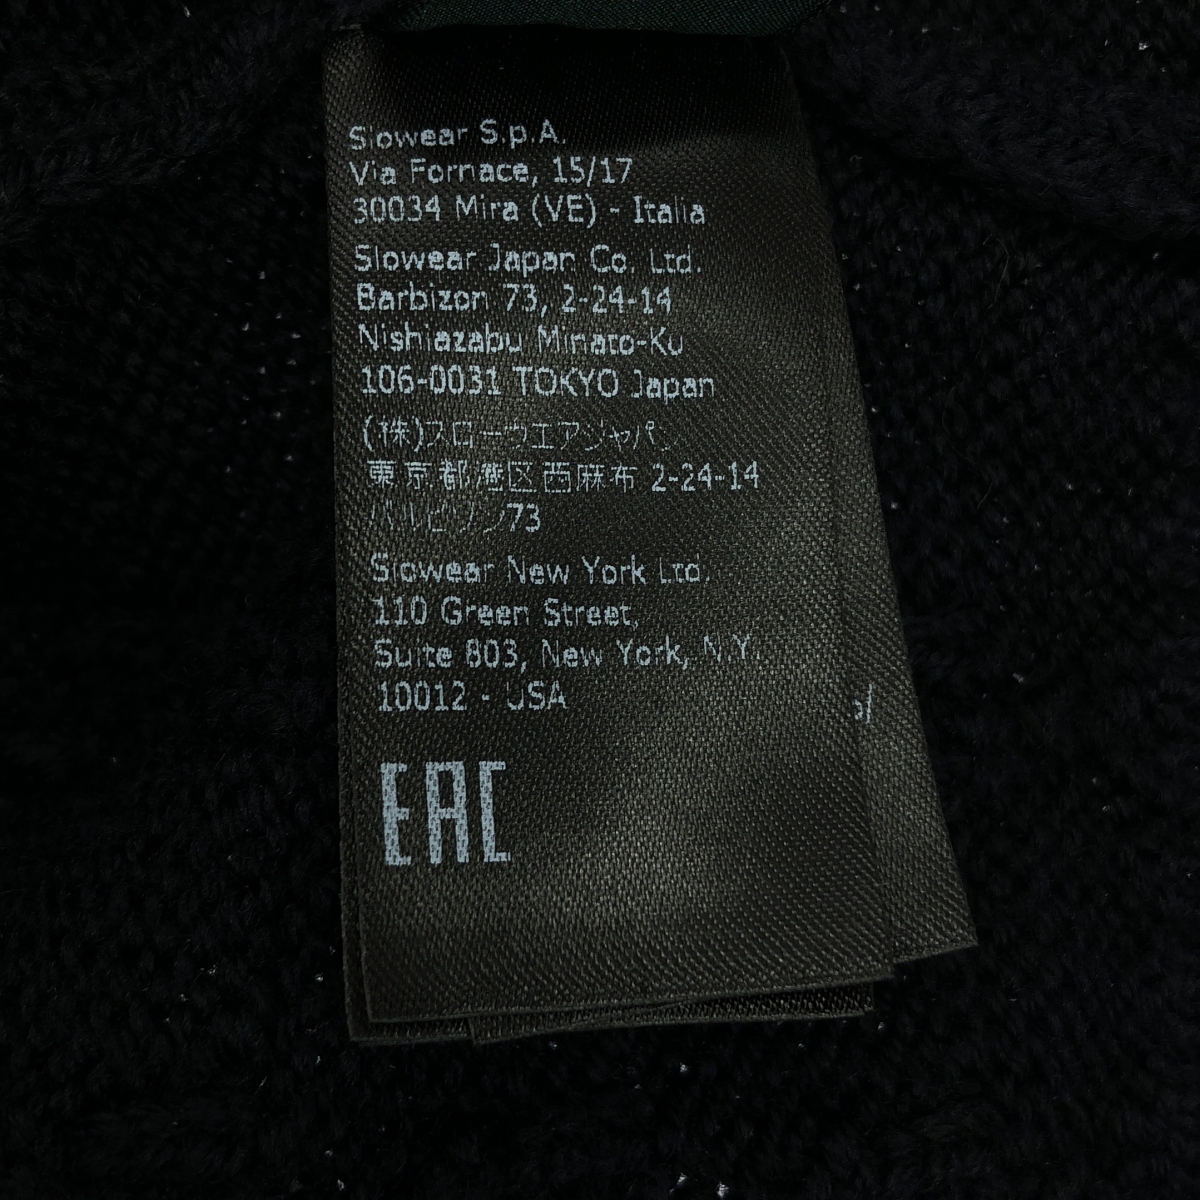 Slowear S.p.A.
Via Fornace, 15/17
30034 Mira (VE) - Italia
Slowear Japan Co. Ltd.
Barbizon 73, 2-24-14
Nishiazabu Minato-Ku
106-0031 TOKYO Japan
(株)スローウエアジャパン
東京都港区西麻布 2-24-14
バルビゾン73
Slowear New York Ltd.
110 Green Street,
Suite 803, New York, N.Y.
10012 - USA
EAC